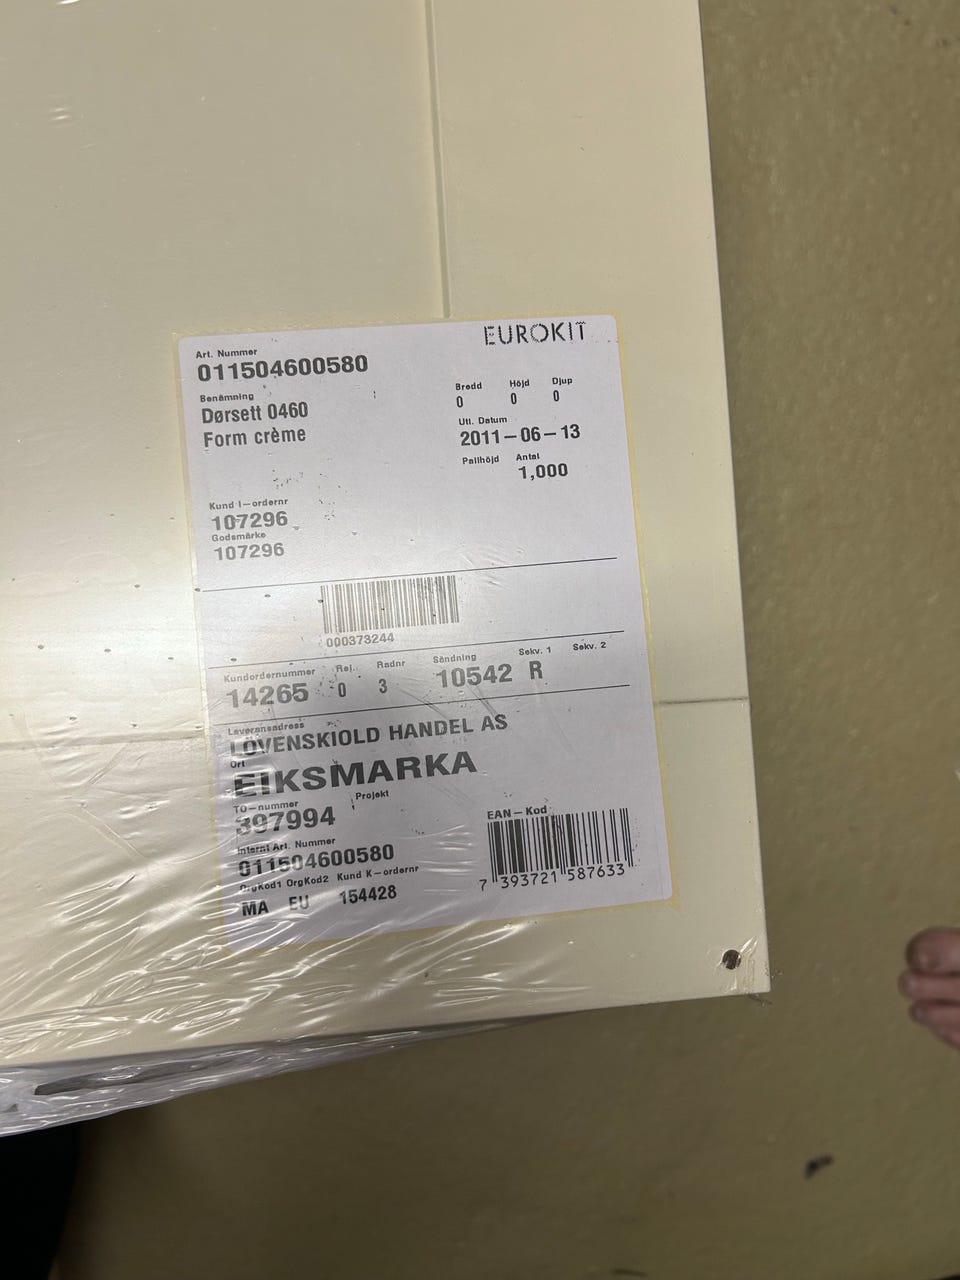 EUROKIT
Art. Nummer
011504600580
Benämning
Dørsett 0460
Form crème
Bredd Höjd Djup
0 0 0
Utl. Datum
2011-06-13
Pallhöjd Antal
1,000
Kund I-ordernr
107296
Godsmärke
107296
000373244
Kundordernummer Rej. Radnr Sändning Sekv. 1 Sekv. 2
14265 0 3 10542 R
Leveransadress
LÖVENSKIOLD HANDEL AS
Ort
EIKSMARKA
TO-nummer Projekt
397994
Internt Art. Nummer
011504600580
OrgKod1 OrgKod2 Kund K-ordernr
MA EU 154428
EAN-Kod
7 393721 587633